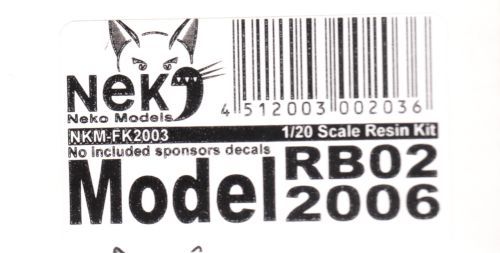 Nek
Neko Models
4 512003 002036
NKM-FK2003
1/20 Scale Resin Kit
No included sponsors decals
Model
RB02
2006